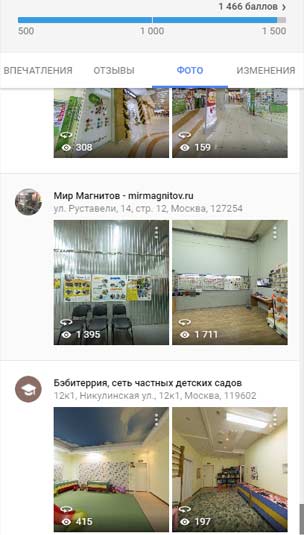 1 466 баллов ›
500 1 000 1 500
ВПЕЧАТЛЕНИЯ ОТЗЫВЫ ФОТО ИЗМЕНЕНИЯ
308 159
Мир Магнитов - mirmagnitov.ru
ул. Руставели, 14, стр. 12, Москва, 127254
1 395 1 711
Бэбитеррия, сеть частных детских садов
12к1, Никулинская ул., 12к1, Москва, 119602
415 197